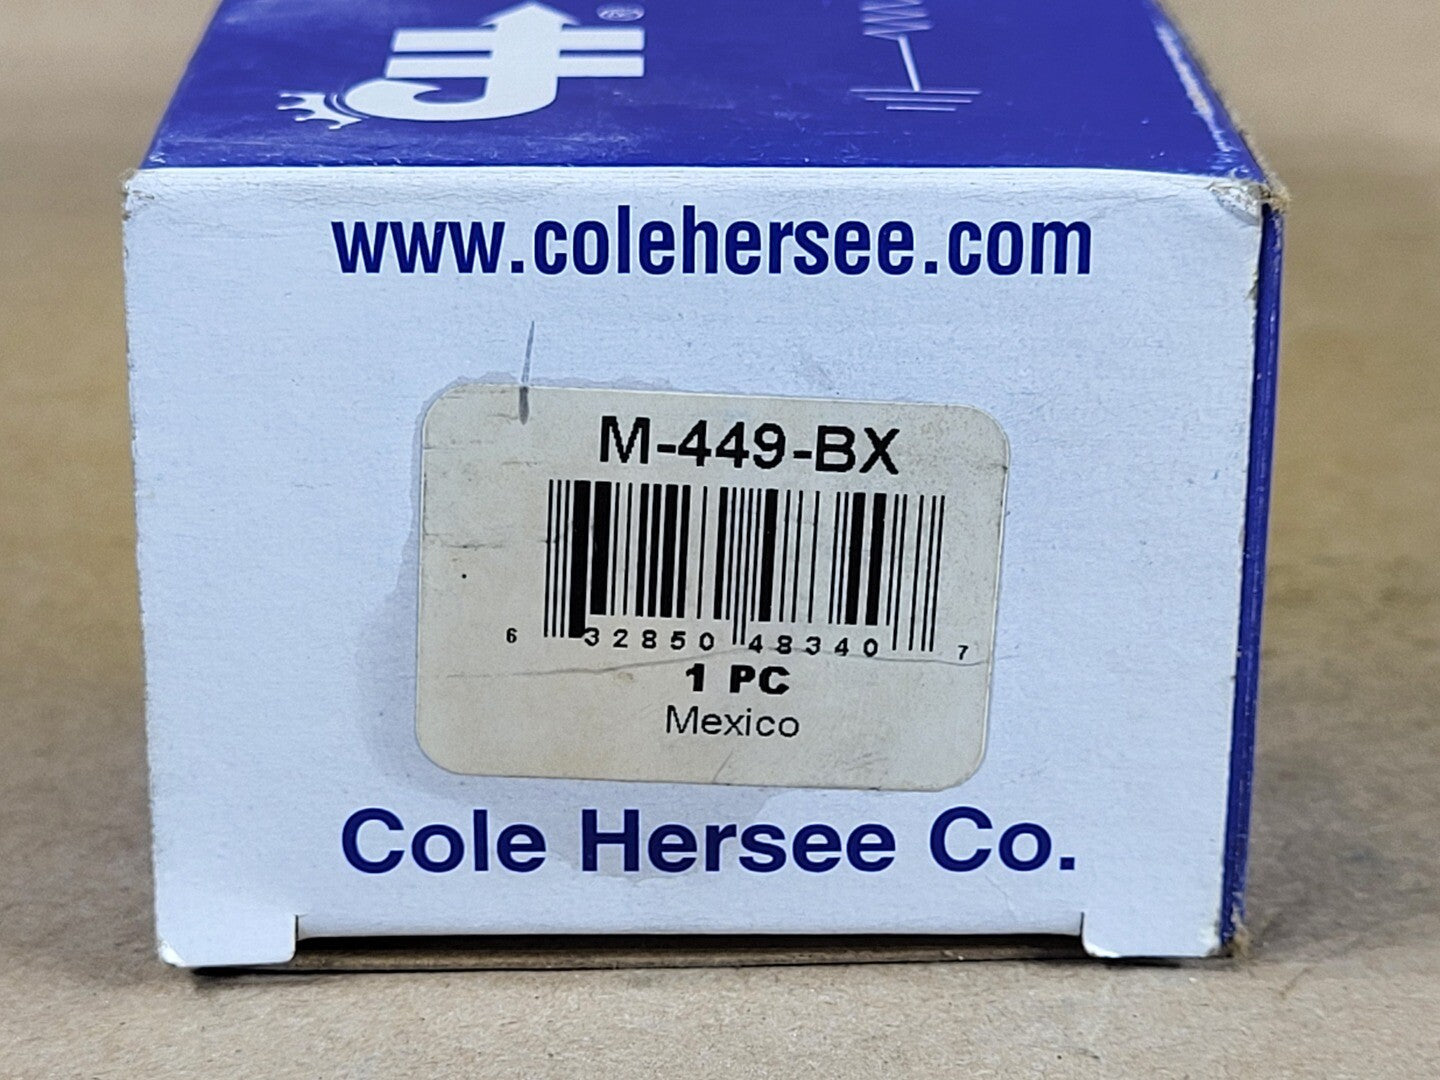 ®
www.colehersee.com
M-449-BX
6 32850 48340 7
1 PC
Mexico
Cole Hersee Co.